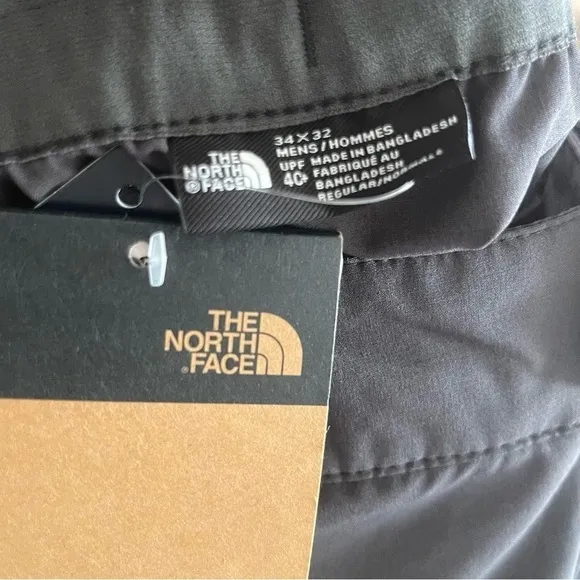 34 X 32
MENS / HOMMES
UPF MADE IN BANGLADESH
40+ FABRIQUÉ AU
BANGLADESH
REGULAR/NORMAL
THE
NORTH
FACE
THE
NORTH
FACE